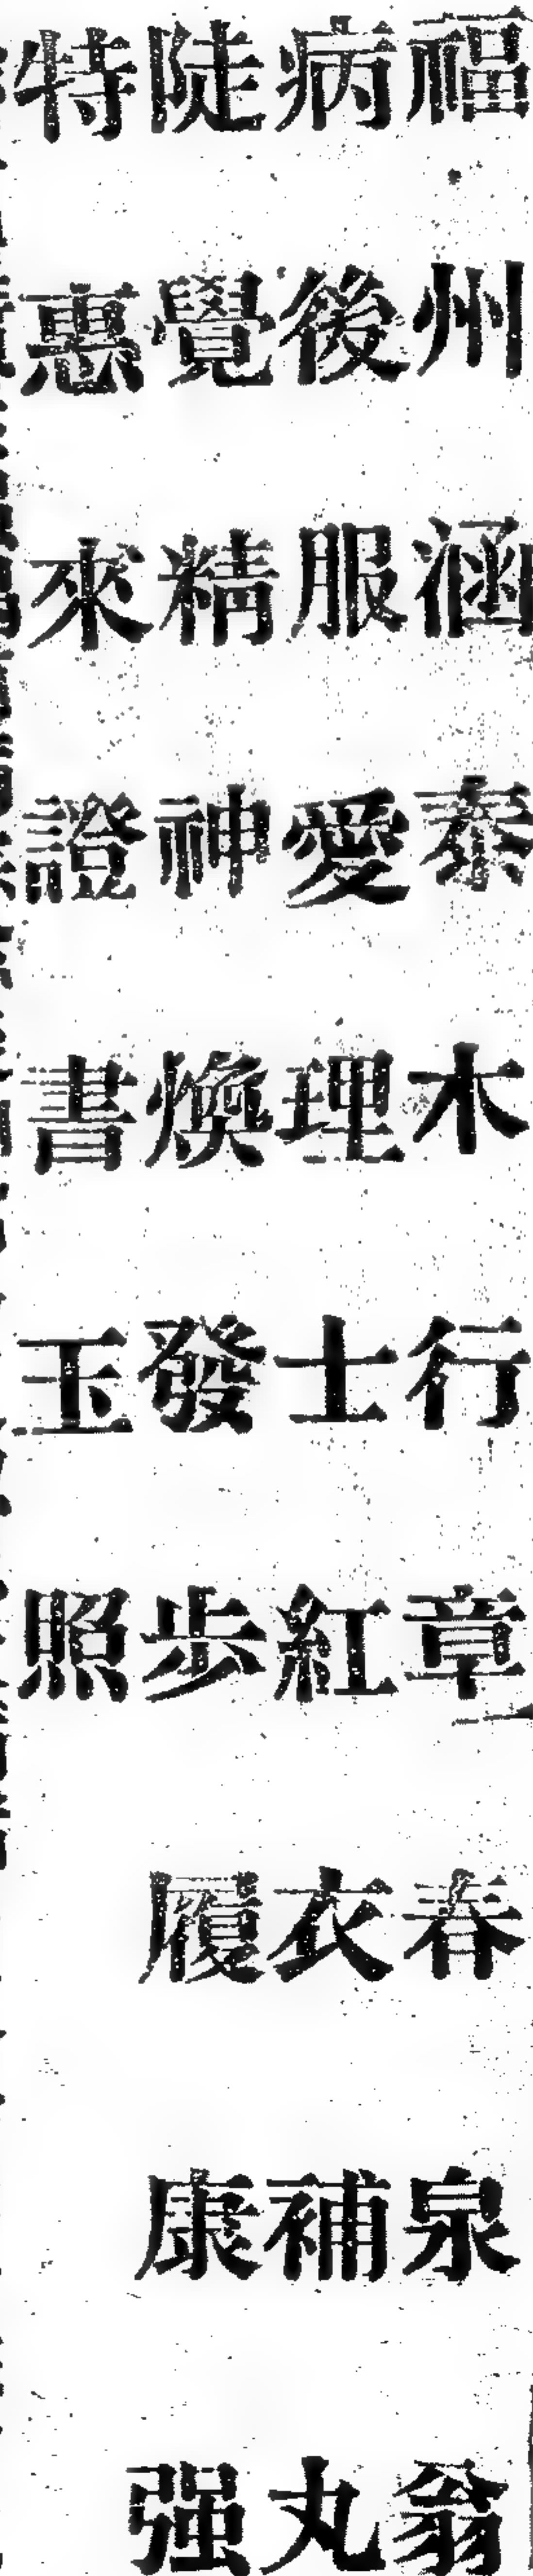 福州涵泰木行章春泉翁
病後服愛理士紅衣補丸
陡覺精神煥發步履康强
特惠來證書玉照